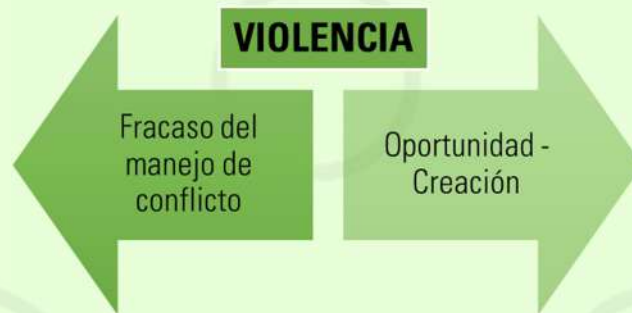 VIOLENCIA
Fracaso del
manejo de
conflicto
Oportunidad -
Creación